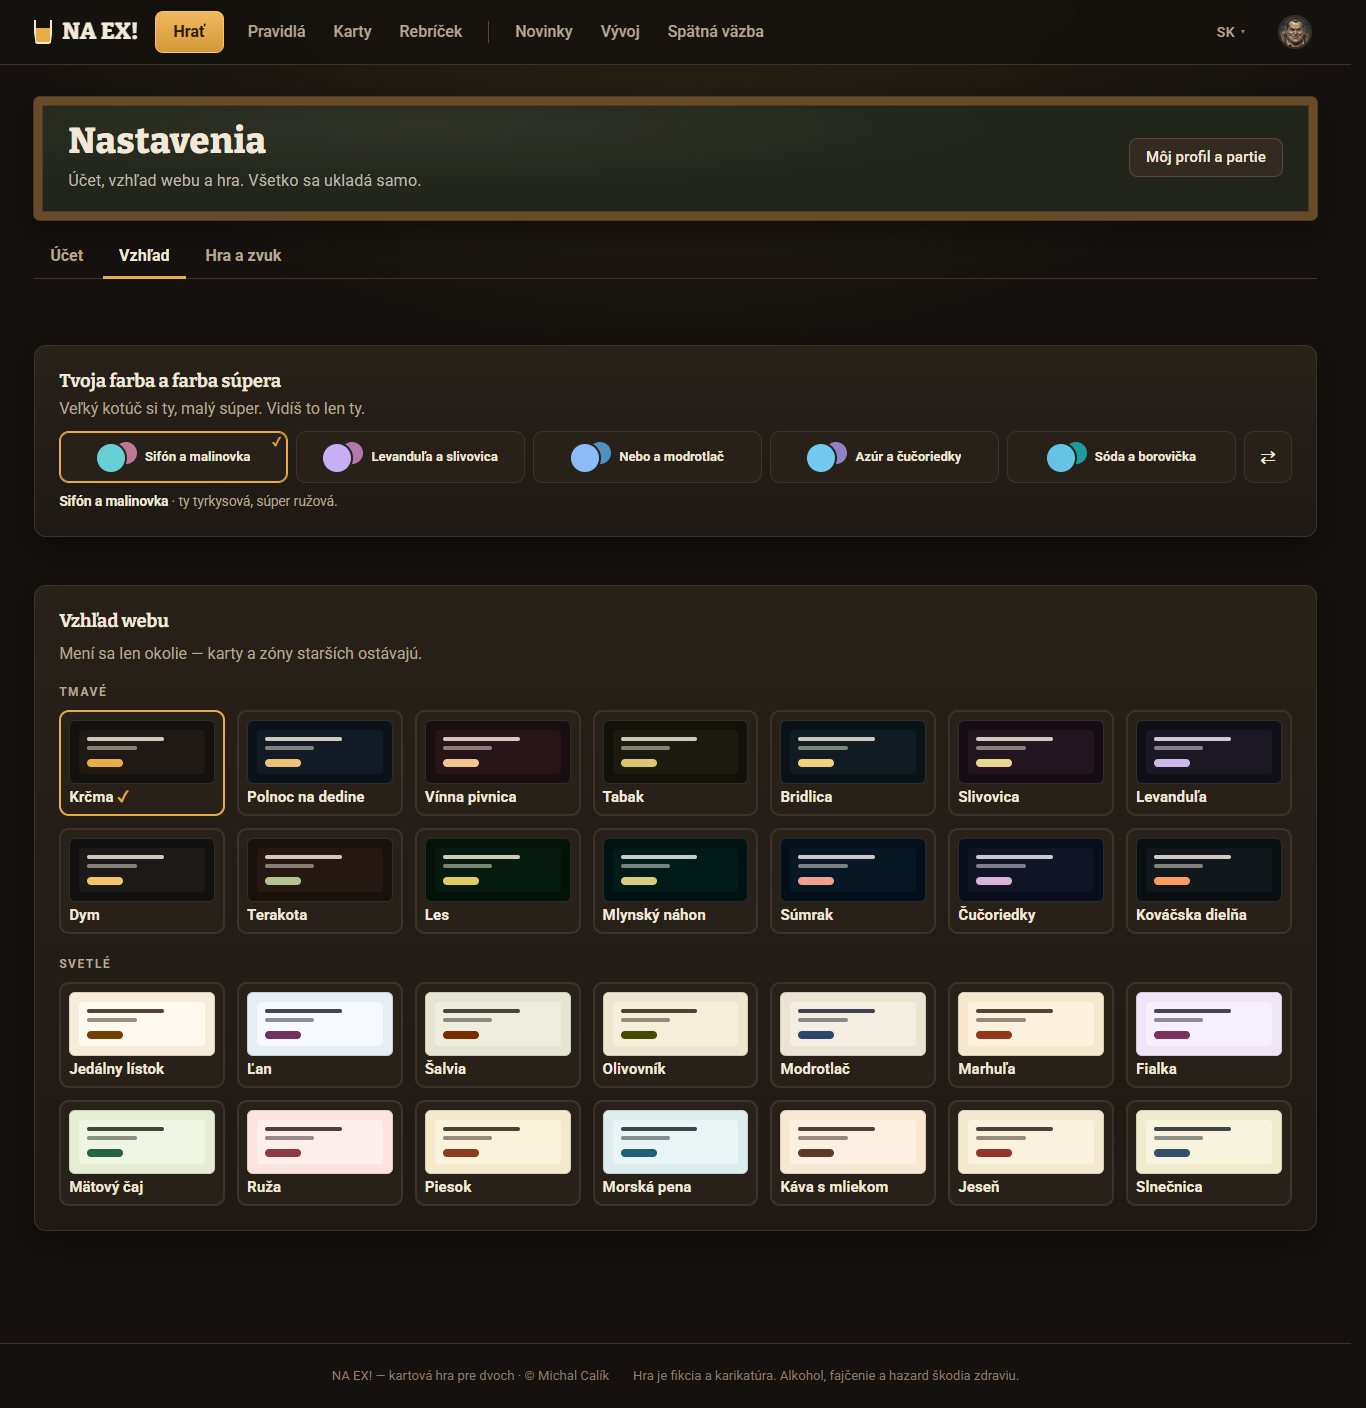 NA EX!
Hrať
Pravidlá
Karty
Rebríček
Novinky
Vývoj
Spätná väzba
SK
Nastavenia
Účet, vzhľad webu a hra. Všetko sa ukladá samo.
Môj profil a partie
Účet
Vzhľad
Hra a zvuk
Tvoja farba a farba súpera
Veľký kotúč si ty, malý súper. Vidíš to len ty.
Sifón a malinovka
Levanduľa a slivovica
Nebo a modrotlač
Azúr a čučoriedky
Sóda a borovička
Sifón a malinovka · ty tyrkysová, súper ružová.
Vzhľad webu
Mení sa len okolie — karty a zóny starších ostávajú.
TMAVÉ
Krčma ✓
Polnoc na dedine
Vínna pivnica
Tabak
Bridlica
Slivovica
Levanduľa
Dym
Terakota
Les
Mlynský náhon
Súmrak
Čučoriedky
Kováčska dielňa
SVETLÉ
Jedálny lístok
Ľan
Šalvia
Olivovník
Modrotlač
Marhuľa
Fialka
Mätový čaj
Ruža
Piesok
Morská pena
Káva s mliekom
Jeseň
Slnečnica
NA EX! — kartová hra pre dvoch · © Michal Calík
Hra je fikcia a karikatúra. Alkohol, fajčenie a hazard škodia zdraviu.